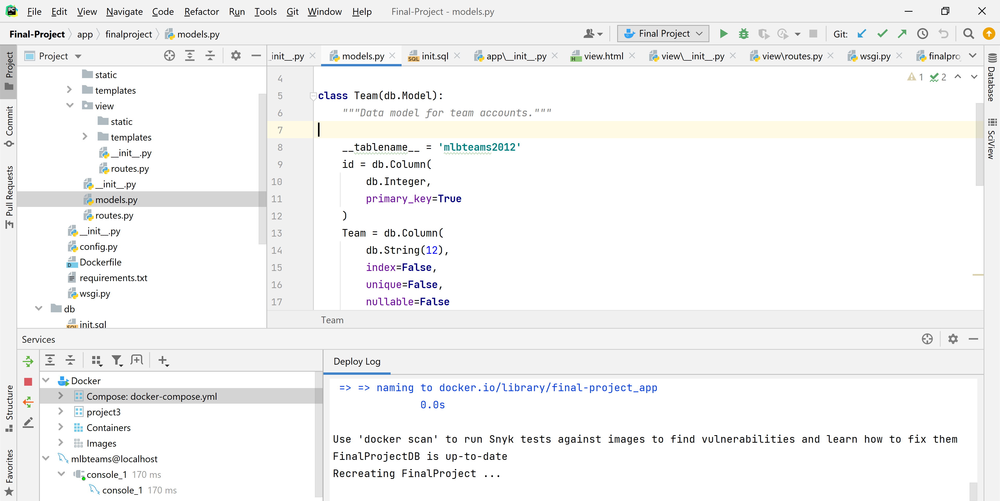 PC File Edit View Navigate Code Refactor Run Tools Git Window Help Final-Project - models.py
Final-Project app finalproject models.py Final Project Git:
Project
_init__.py models.py init.sql app\__init__.py view.html view\__init__.py view\routes.py wsgi.py finalpro
Project
Commit
Pull Requests
Structure
Favorites
Database
SciView
static
templates
view
static
templates
__init__.py
routes.py
__init__.py
models.py
routes.py
__init__.py
config.py
Dockerfile
requirements.txt
wsgi.py
db
init.sql
1 2
4
5 class Team(db.Model):
6 """Data model for team accounts."""
7
8 __tablename__ = 'mlbteams2012'
9 id = db.Column(
10 db.Integer,
11 primary_key=True
12 )
13 Team = db.Column(
14 db.String(12),
15 index=False,
16 unique=False,
17 nullable=False
Team
Services
Docker
Compose: docker-compose.yml
project3
Containers
Images
mlbteams@localhost
console_1 170 ms
console_1 170 ms
Deploy Log
=> => naming to docker.io/library/final-project_app
0.0s
Use 'docker scan' to run Snyk tests against images to find vulnerabilities and learn how to fix them
FinalProjectDB is up-to-date
Recreating FinalProject ...